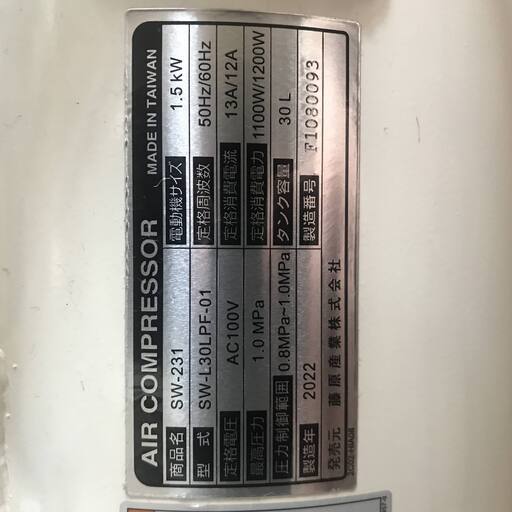 AIR COMPRESSOR MADE IN TAIWAN
商品名 SW-231 電動機サイズ 1.5 kW
型式 SW-L30LPF-01 定格周波数 50Hz/60Hz
定格電圧 AC100V 定格消費電流 13A/12A
最高圧力 1.0 MPa 定格消費電力 1100W/1200W
圧力制御範囲 0.8MPa~1.0MPa タンク容量 30 L
製造年 2022 製造番号 F1080093
発売元 藤原産業株式会社